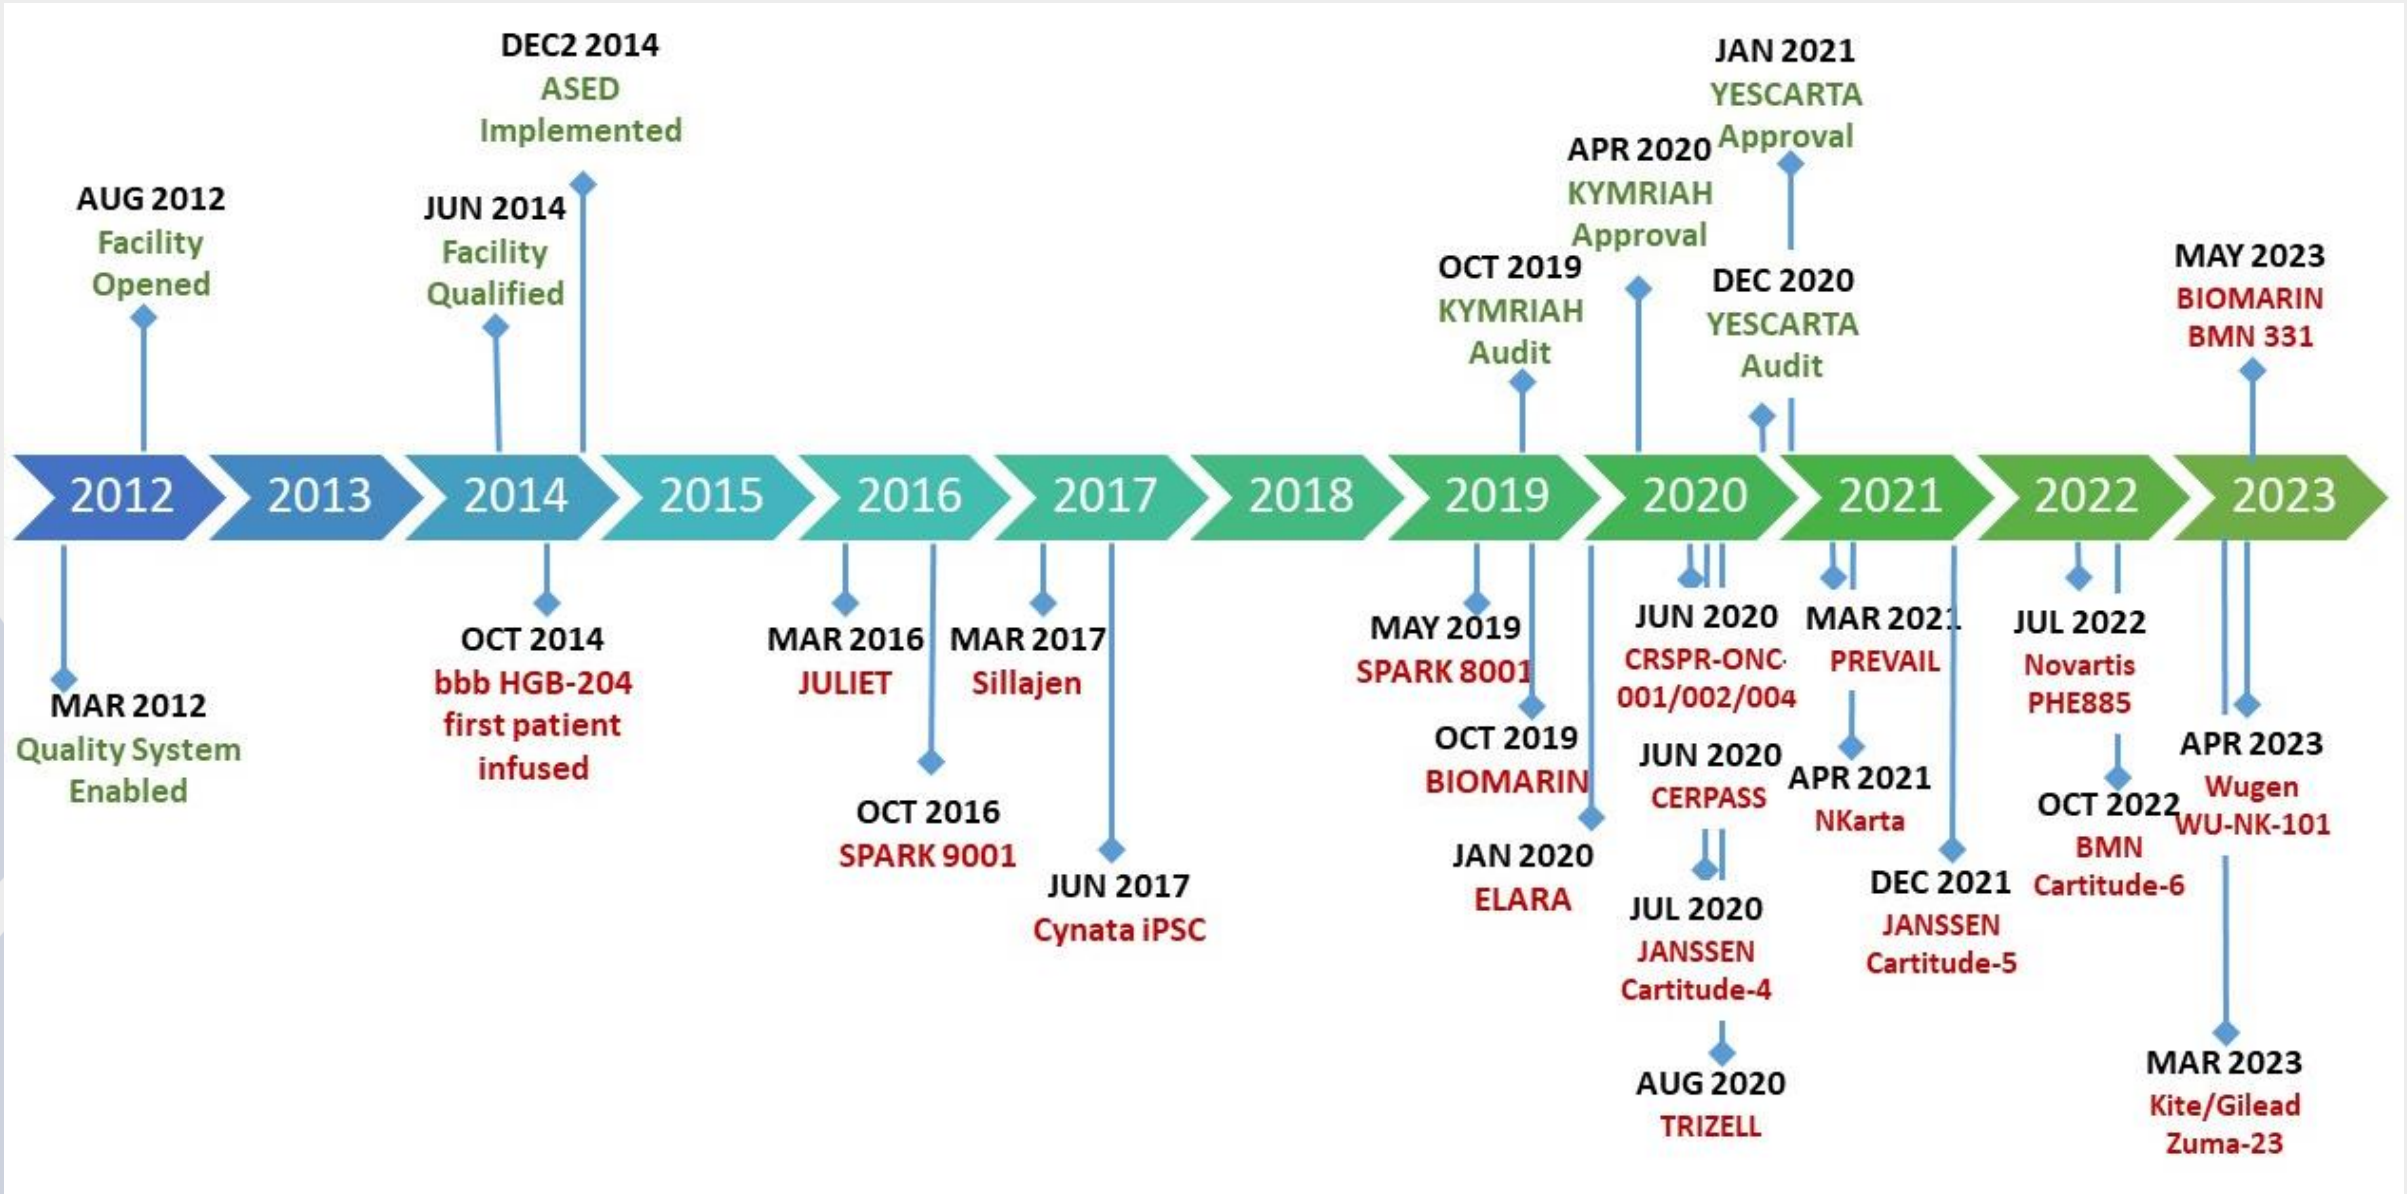 DEC2 2014
ASED
Implemented
JAN 2021
YESCARTA
Approval
APR 2020
KYMRIAH
Approval
AUG 2012
Facility
Opened
JUN 2014
Facility
Qualified
OCT 2019
KYMRIAH
Audit
DEC 2020
YESCARTA
Audit
MAY 2023
BIOMARIN
BMN 331
2012
2013
2014
2015
2016
2017
2018
2019
2020
2021
2022
2023
MAR 2012
Quality System
Enabled
OCT 2014
bbb HGB-204
first patient
infused
MAR 2016
JULIET
OCT 2016
SPARK 9001
MAR 2017
Sillajen
JUN 2017
Cynata iPSC
MAY 2019
SPARK 8001
OCT 2019
BIOMARIN
JAN 2020
ELARA
JUN 2020
CRSPR-ONC-
001/002/004
JUN 2020
CERPASS
JUL 2020
JANSSEN
Cartitude-4
AUG 2020
TRIZELL
MAR 2021
PREVAIL
APR 2021
NKarta
DEC 2021
JANSSEN
Cartitude-5
JUL 2022
Novartis
PHE885
OCT 2022
BMN
Cartitude-6
APR 2023
Wugen
WU-NK-101
MAR 2023
Kite/Gilead
Zuma-23